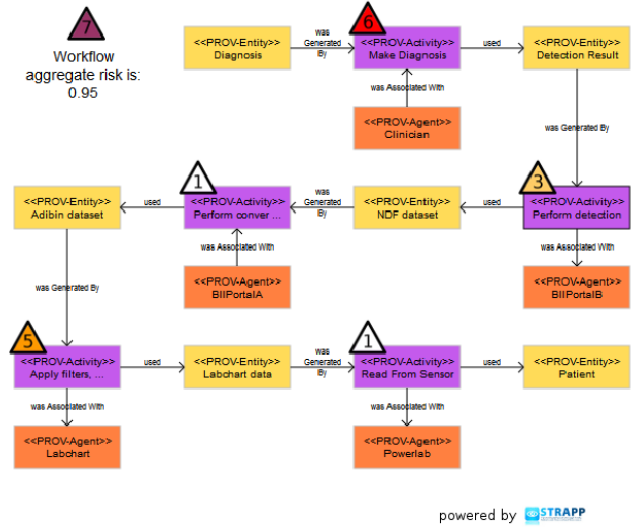 7
Workflow
aggregate risk is:
0.95
<<PROV-Entity>>
Diagnosis
was
Generated
By
6
<<PROV-Activity>>
Make Diagnosis
used
<<PROV-Entity>>
Detection Result
was Associated With
<<PROV-Agent>>
Clinician
was Generated By
<<PROV-Entity>>
Adibin dataset
used
1
<<PROV-Activity>>
Perform conver ...
was
Generated
By
<<PROV-Entity>>
NDF dataset
used
3
<<PROV-Activity>>
Perform detection
was Associated With
<<PROV-Agent>>
BIIPortalA
was Associated With
<<PROV-Agent>>
BIIPortalB
was Generated By
5
<<PROV-Activity>>
Apply filters, ...
used
<<PROV-Entity>>
Labchart data
was
Generated
By
1
<<PROV-Activity>>
Read From Sensor
used
<<PROV-Entity>>
Patient
was Associated With
<<PROV-Agent>>
Labchart
was Associated With
<<PROV-Agent>>
Powerlab
powered by STRAPP